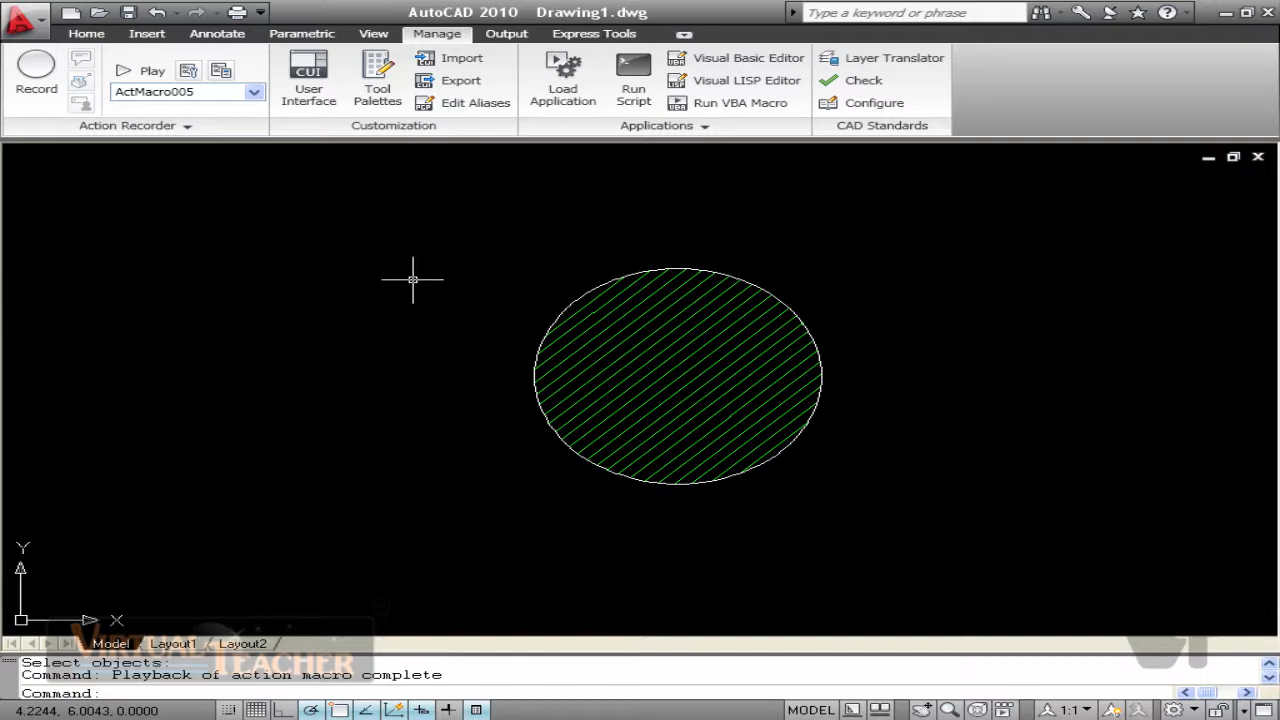 AutoCAD 2010 Drawing1.dwg
Type a keyword or phrase
Home Insert Annotate Parametric View Manage Output Express Tools
Record
Play
ActMacro005
Action Recorder
CUI
User Interface
Tool Palettes
Import
Export
Edit Aliases
Customization
Load Application
Run Script
Visual Basic Editor
Visual LISP Editor
Run VBA Macro
Applications
Layer Translator
Check
Configure
CAD Standards
Y
X
Model Layout1 Layout2
VIRTUAL
TEACHER
Select objects:
Command: Playback of action macro complete
Command:
4.2244, 6.0043, 0.0000
MODEL
1:1